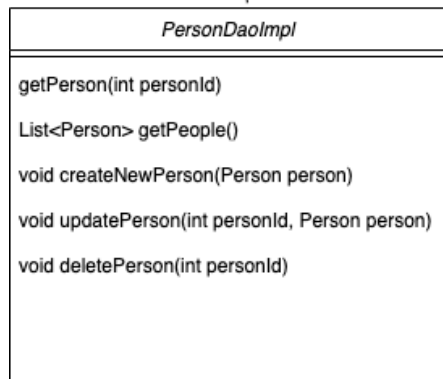 PersonDaoImpl
getPerson(int personId)
List<Person> getPeople()
void createNewPerson(Person person)
void updatePerson(int personId, Person person)
void deletePerson(int personId)